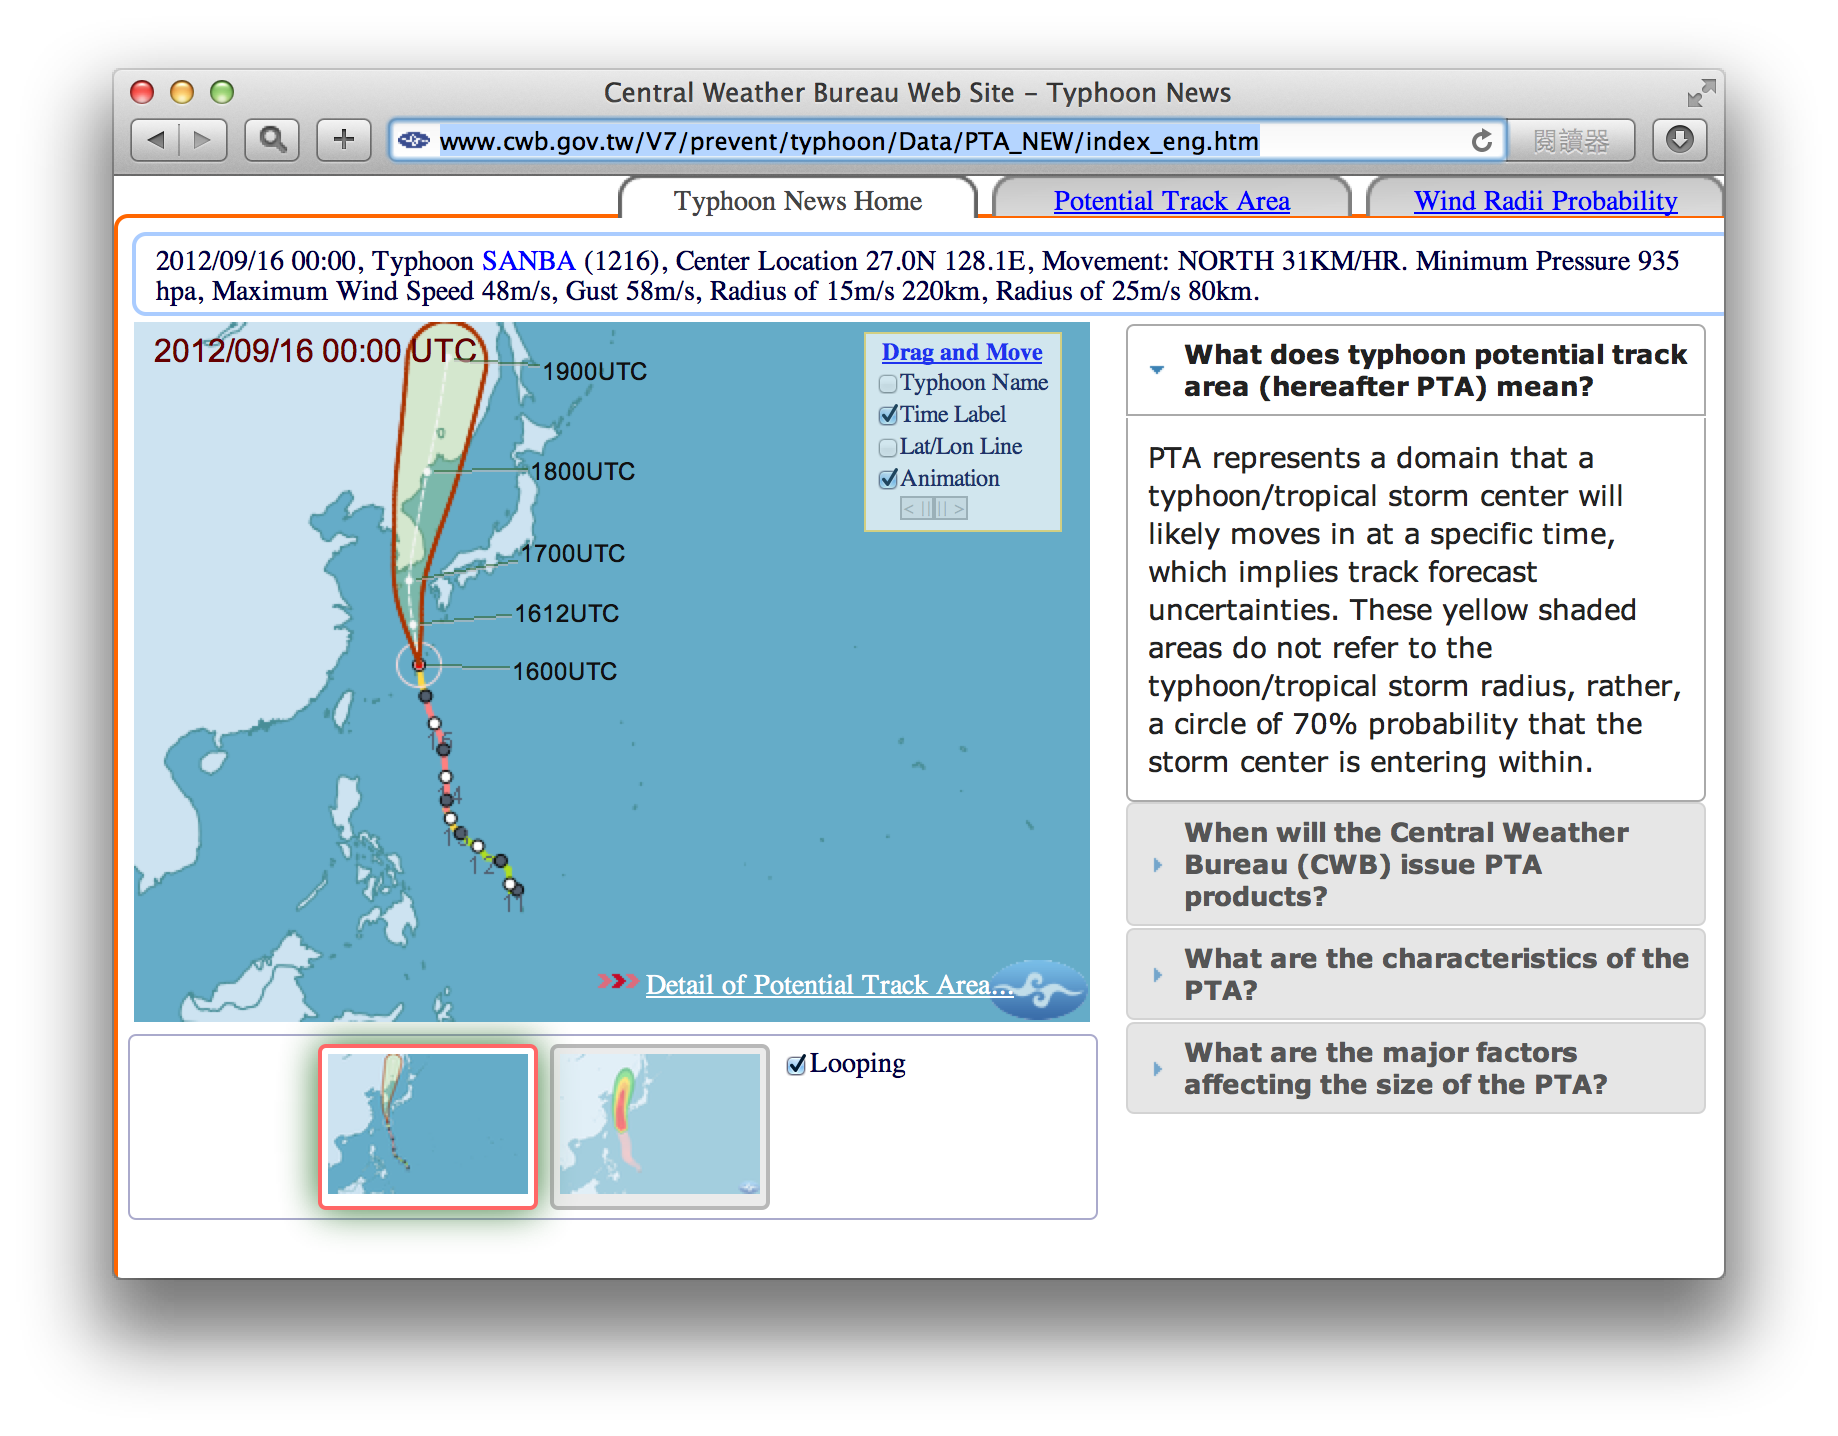 Central Weather Bureau Web Site – Typhoon News
www.cwb.gov.tw/V7/prevent/typhoon/Data/PTA_NEW/index_eng.htm
閱讀器
Typhoon News Home
Potential Track Area
Wind Radii Probability
2012/09/16 00:00, Typhoon SANBA (1216), Center Location 27.0N 128.1E, Movement: NORTH 31KM/HR. Minimum Pressure 935
hpa, Maximum Wind Speed 48m/s, Gust 58m/s, Radius of 15m/s 220km, Radius of 25m/s 80km.
2012/09/16 00:00 UTC
1900UTC
1800UTC
1700UTC
1612UTC
1600UTC
15
14
13
12
11
Drag and Move
Typhoon Name
Time Label
Lat/Lon Line
Animation
< || || >
Detail of Potential Track Area...
Looping
What does typhoon potential track
area (hereafter PTA) mean?
PTA represents a domain that a
typhoon/tropical storm center will
likely moves in at a specific time,
which implies track forecast
uncertainties. These yellow shaded
areas do not refer to the
typhoon/tropical storm radius, rather,
a circle of 70% probability that the
storm center is entering within.
When will the Central Weather
Bureau (CWB) issue PTA
products?
What are the characteristics of the
PTA?
What are the major factors
affecting the size of the PTA?